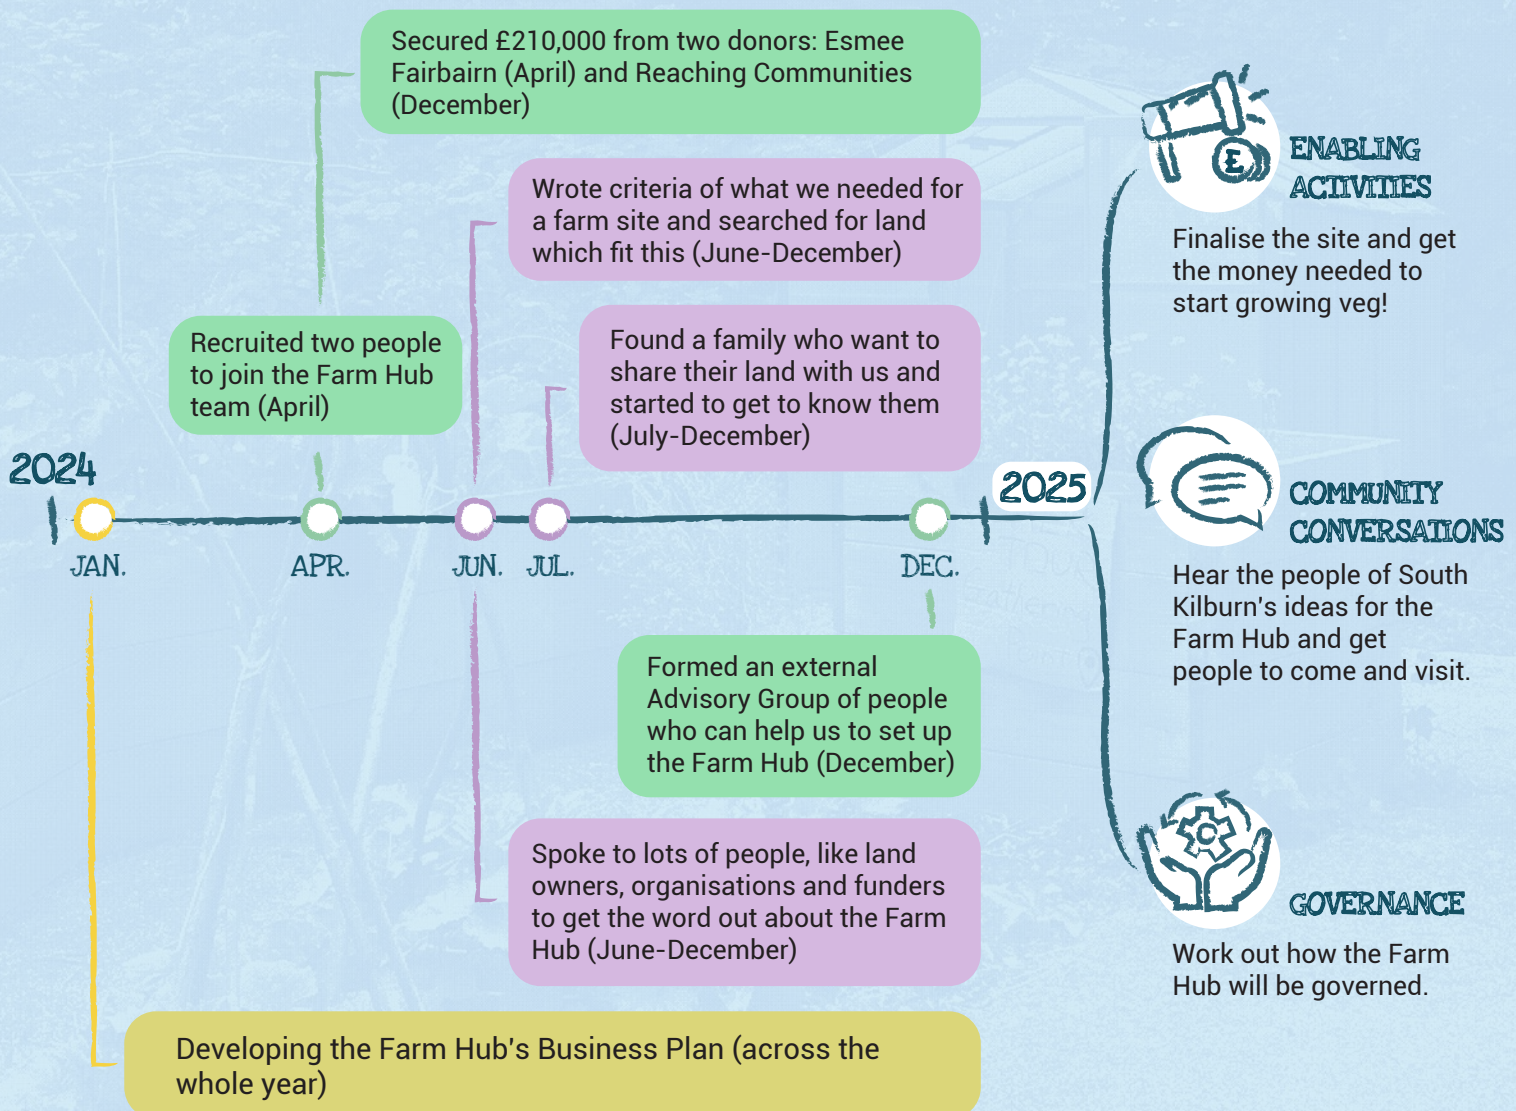 Secured £210,000 from two donors: Esmee
Fairbairn (April) and Reaching Communities
(December)
Wrote criteria of what we needed for
a farm site and searched for land
which fit this (June-December)
Recruited two people
to join the Farm Hub
team (April)
Found a family who want to
share their land with us and
started to get to know them
(July-December)
2024
2025
JAN.
APR.
JUN.
JUL.
DEC.
Formed an external
Advisory Group of people
who can help us to set up
the Farm Hub (December)
Spoke to lots of people, like land
owners, organisations and funders
to get the word out about the Farm
Hub (June-December)
Developing the Farm Hub's Business Plan (across the
whole year)
£
ENABLING
ACTIVITIES
Finalise the site and get
the money needed to
start growing veg!
COMMUNITY
CONVERSATIONS
Hear the people of South
Kilburn's ideas for the
Farm Hub and get
people to come and visit.
GOVERNANCE
Work out how the Farm
Hub will be governed.